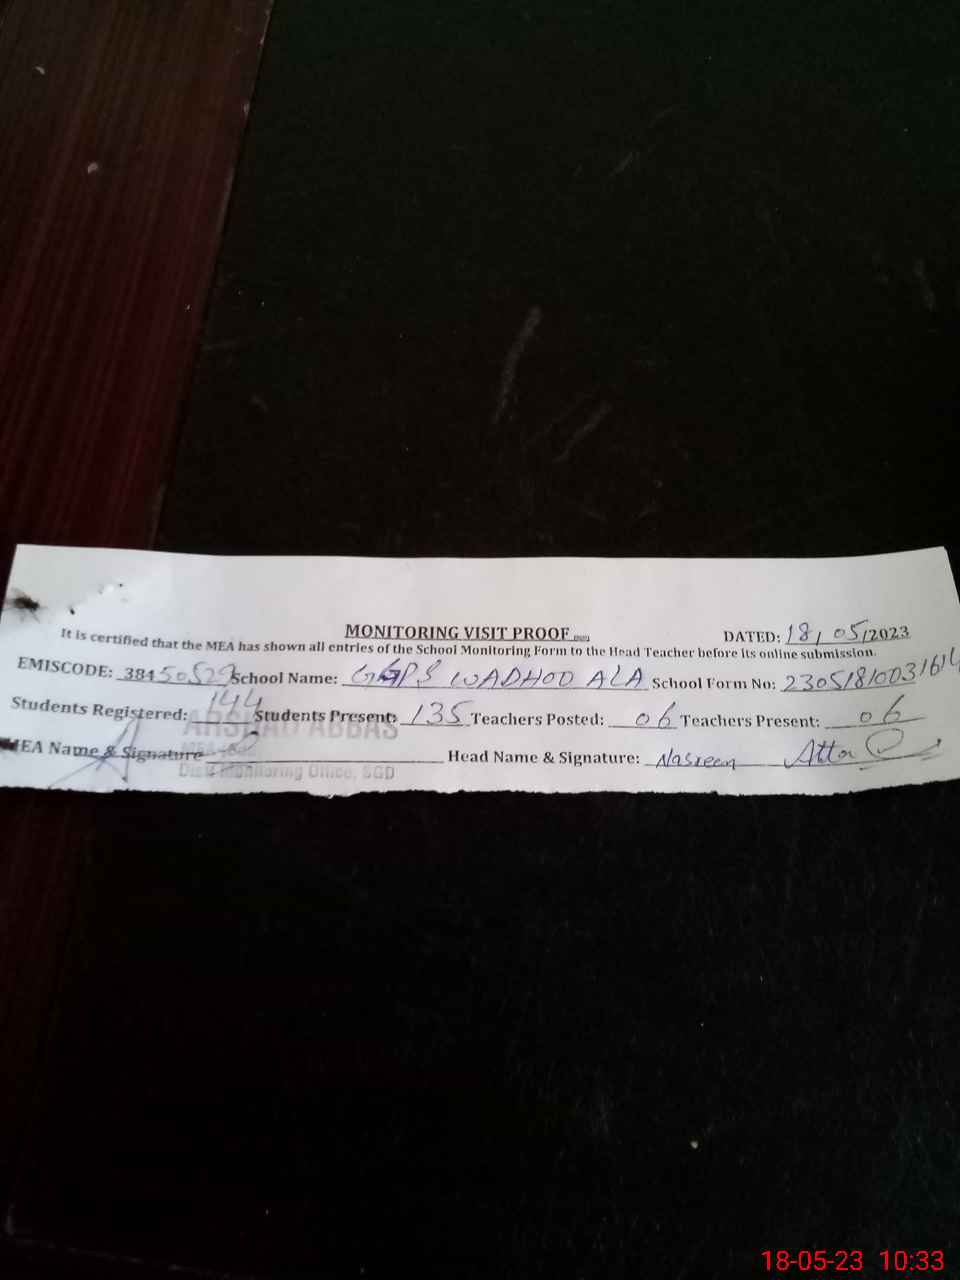 MONITORING VISIT PROOF
DATED: 18/05/2023
It is certified that the MEA has shown all entries of the School Monitoring Form to the Head Teacher before its online submission.
EMISCODE: 38450529 School Name: GGPS WADHOO ALA School Form No: 2305181003161
Students Registered: 144 Students Present: 135 Teachers Posted: 06 Teachers Present: 06
ARSHAD ABBAS
MEA Name & Signature Head Name & Signature: Nasreen
Distt Monitoring Office, SGD
18-05-23 10:33